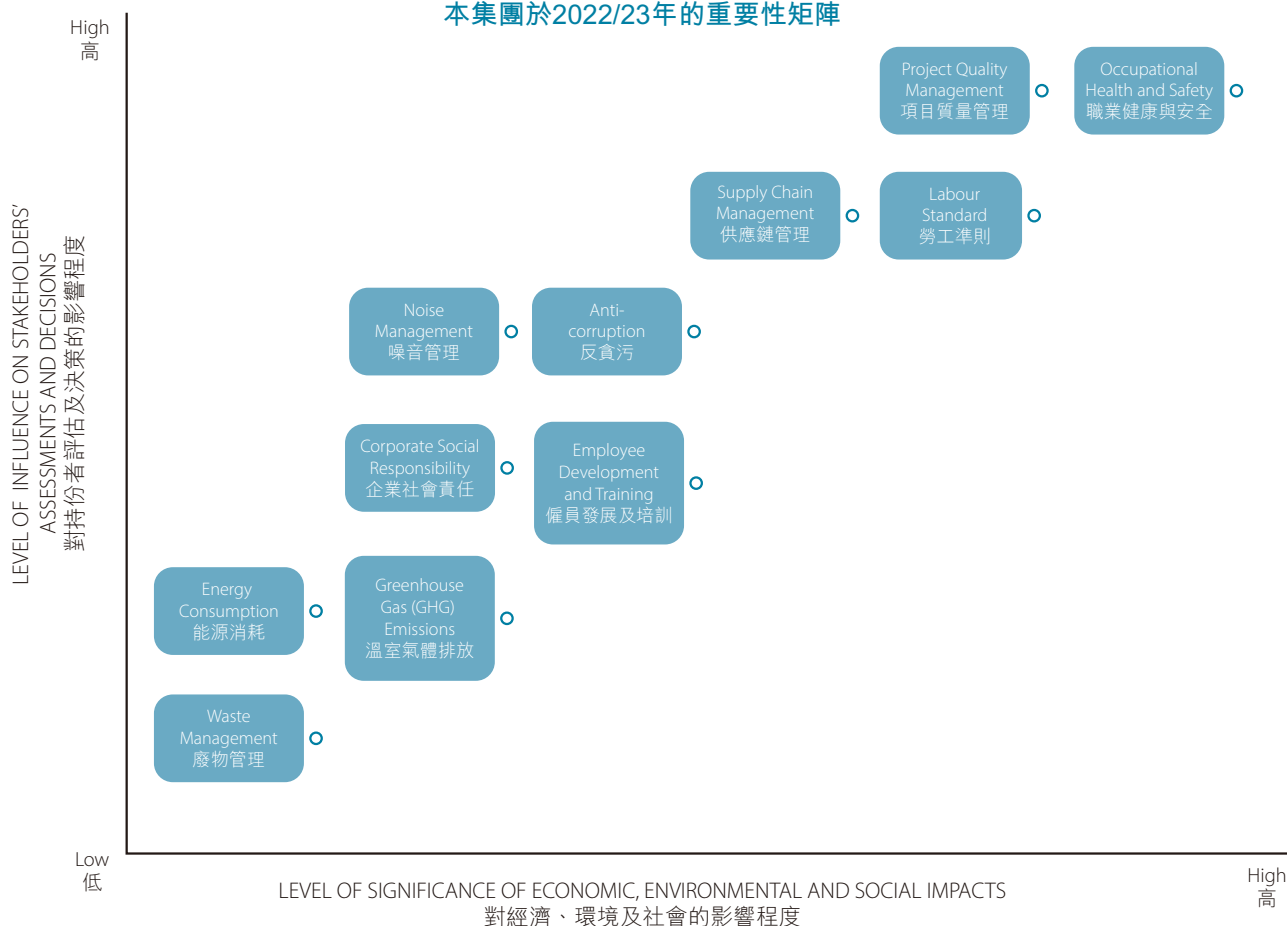 本集團於2022/23年的重要性矩陣
High
高
Project Quality
Management
項目質量管理
Occupational
Health and Safety
職業健康與安全
Supply Chain
Management
供應鏈管理
Labour
Standard
勞工準則
LEVEL OF INFLUENCE ON STAKEHOLDERS'
ASSESSMENTS AND DECISIONS
對持份者評估及決策的影響程度
Noise
Management
噪音管理
Anti-
corruption
反貪污
Corporate Social
Responsibility
企業社會責任
Employee
Development
and Training
僱員發展及培訓
Energy
Consumption
能源消耗
Greenhouse
Gas (GHG)
Emissions
溫室氣體排放
Waste
Management
廢物管理
Low
低
LEVEL OF SIGNIFICANCE OF ECONOMIC, ENVIRONMENTAL AND SOCIAL IMPACTS
對經濟、環境及社會的影響程度
High
高